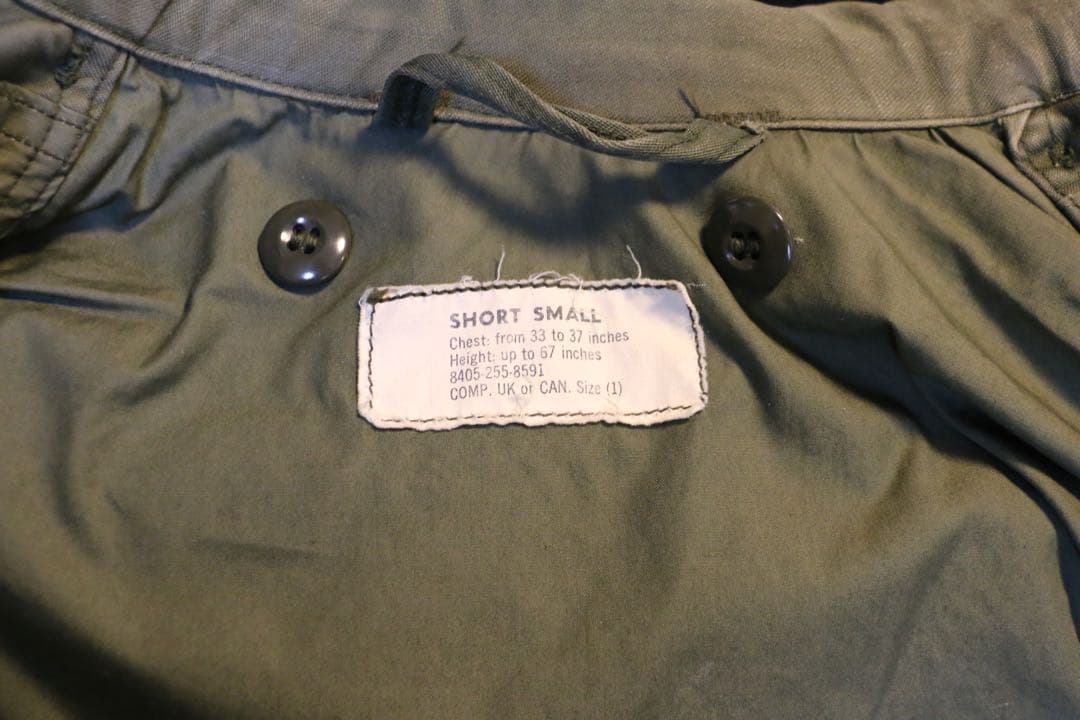 SHORT SMALL
Chest: from 33 to 37 inches
Height: up to 67 inches
8405-255-8591
COMP. UK or CAN. Size (1)